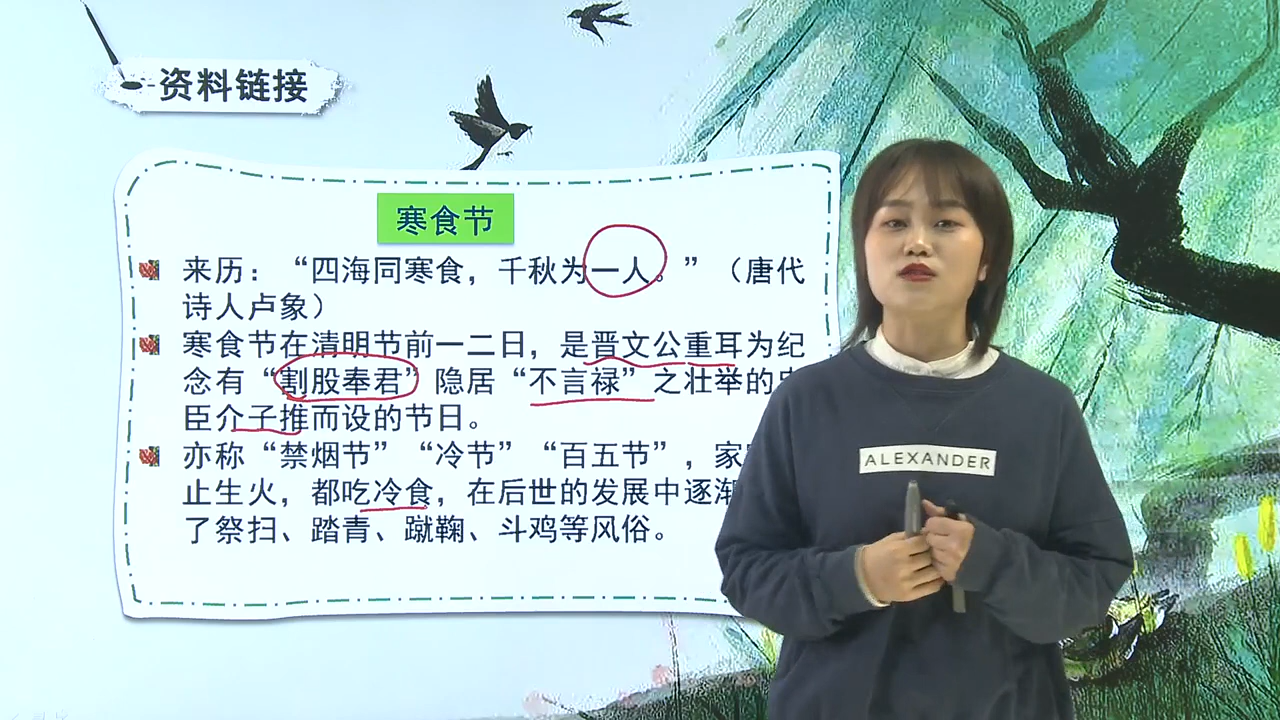 资料链接
寒食节
来历：“四海同寒食，千秋为一人。”（唐代
诗人卢象）
寒食节在清明节前一二日，是晋文公重耳为纪
念有“割股奉君”隐居“不言禄”之壮举的
臣介子推而设的节日。
亦称“禁烟节”“冷节”“百五节”，家
止生火，都吃冷食，在后世的发展中逐渐
了祭扫、踏青、蹴鞠、斗鸡等风俗。
ALEXANDER